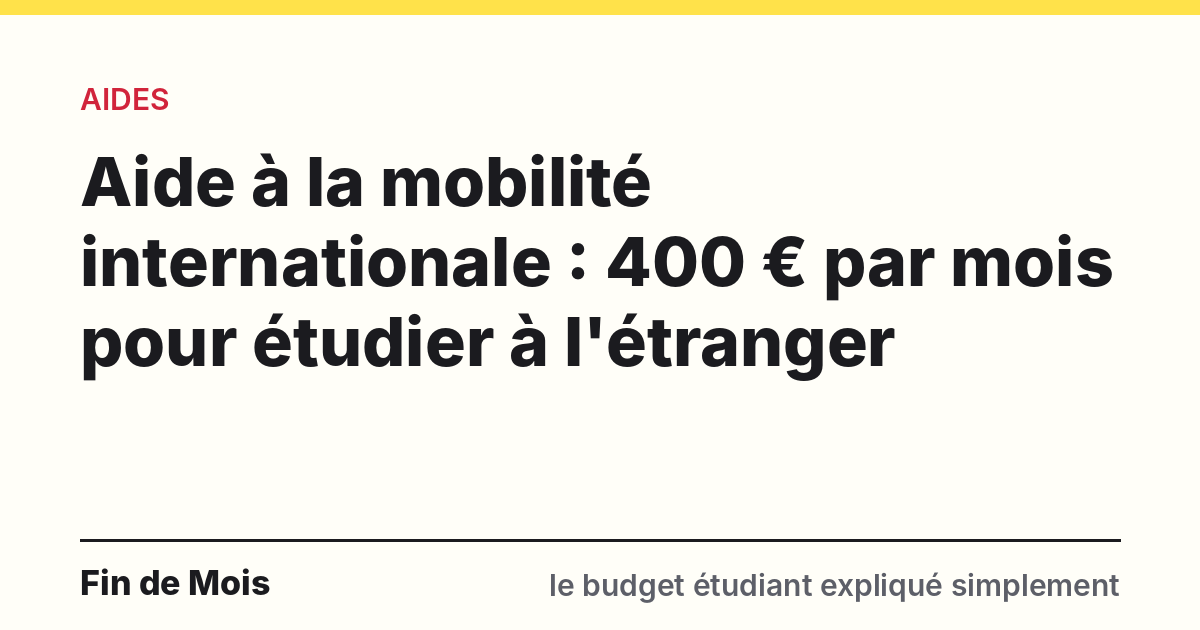 AIDES
Aide à la mobilité
internationale : 400 € par mois
pour étudier à l'étranger
Fin de Mois
le budget étudiant expliqué simplement